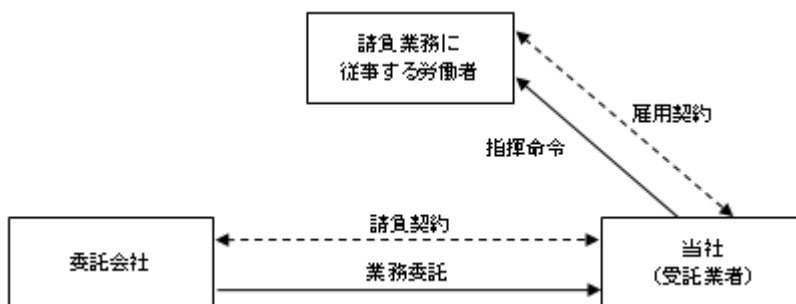 請負業務に
従事する労働者
雇用契約
指揮命令
請負契約
委託会社
業務委託
当社
（受託業者）